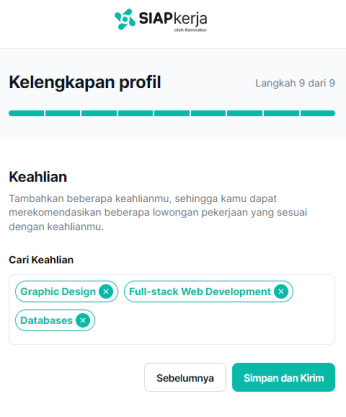 SIAPkerja
oleh Kemnaker
Kelengkapan profil
Langkah 9 dari 9
Keahlian
Tambahkan beberapa keahlianmu, sehingga kamu dapat
merekomendasikan beberapa lowongan pekerjaan yang sesuai
dengan keahlianmu.
Cari Keahlian
Graphic Design
Full-stack Web Development
Databases
Sebelumnya
Simpan dan Kirim